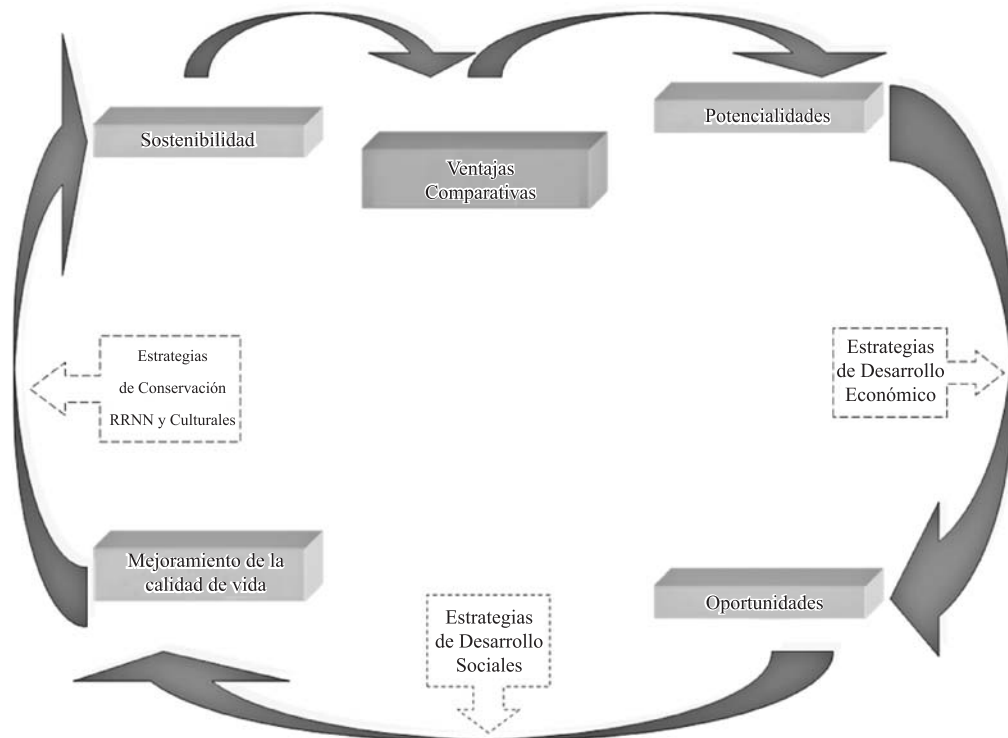 Sostenibilidad
Ventajas
Comparativas
Potencialidades
Estrategias
de Conservación
RRNN y Culturales
Estrategias
de Desarrollo
Económico
Mejoramiento de la
calidad de vida
Estrategias
de Desarrollo
Sociales
Oportunidades